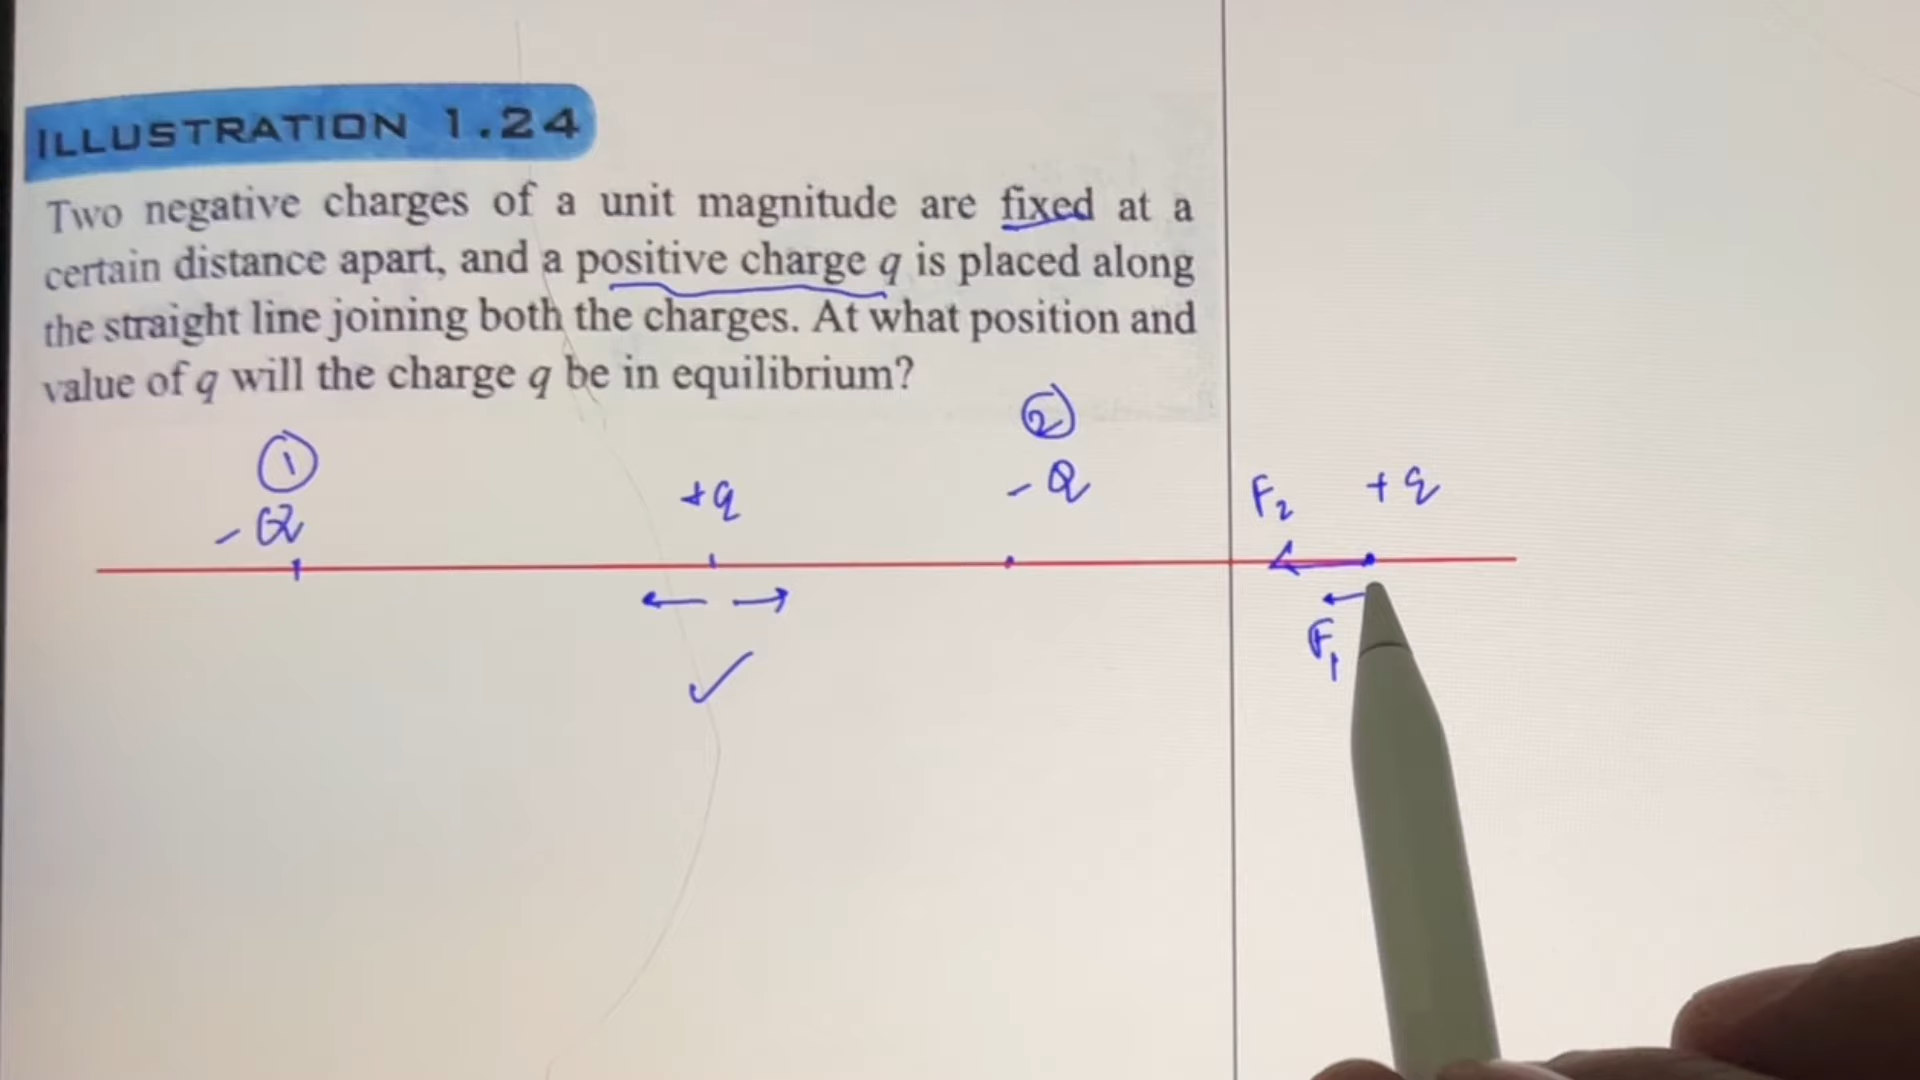 ILLUSTRATION 1.24
Two negative charges of a unit magnitude are fixed at a
certain distance apart, and a positive charge q is placed along
the straight line joining both the charges. At what position and
value of q will the charge q be in equilibrium?
① ②
-Q +q -Q F₂ +q
F₁